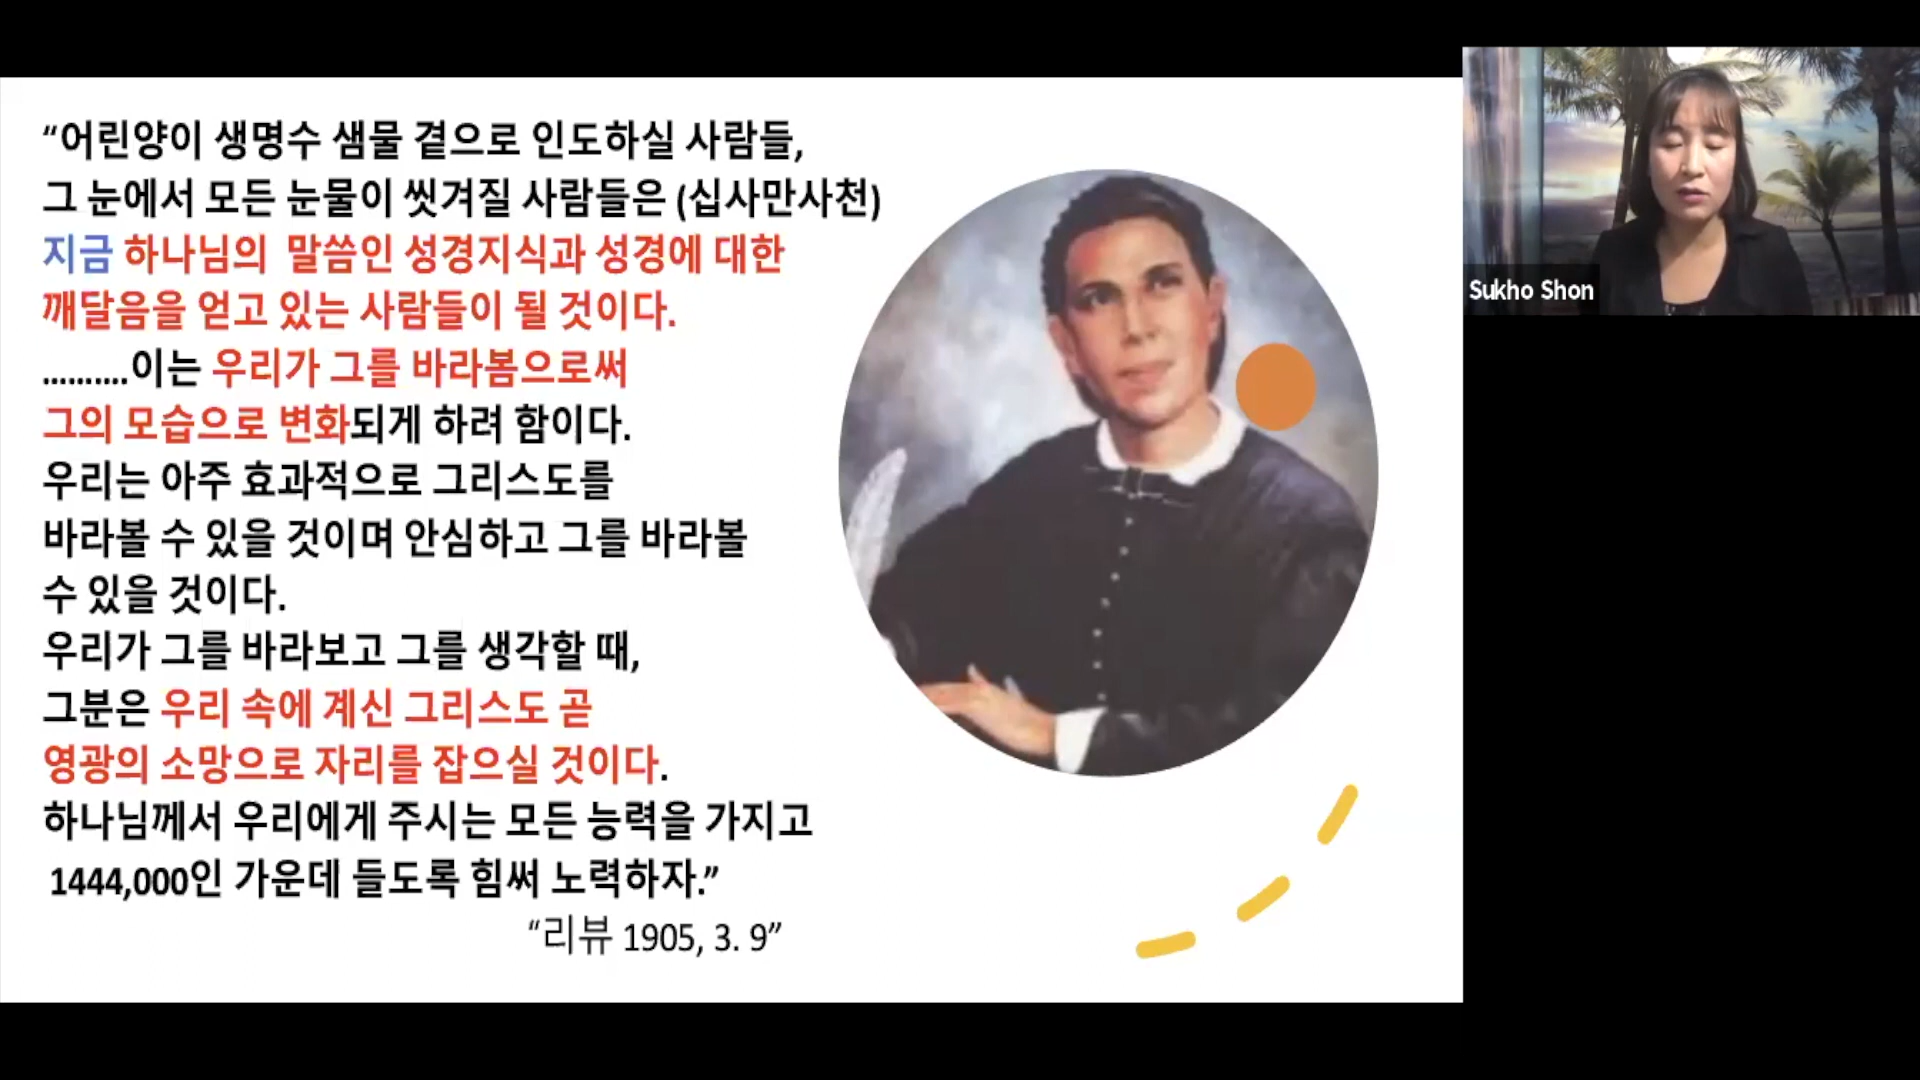 “어린양이 생명수 샘물 곁으로 인도하실 사람들,
그 눈에서 모든 눈물이 씻겨질 사람들은 (십사만사천)
지금 하나님의 말씀인 성경지식과 성경에 대한
깨달음을 얻고 있는 사람들이 될 것이다.
..........이는 우리가 그를 바라봄으로써
그의 모습으로 변화되게 하려 함이다.
우리는 아주 효과적으로 그리스도를
바라볼 수 있을 것이며 안심하고 그를 바라볼
수 있을 것이다.
우리가 그를 바라보고 그를 생각할 때,
그분은 우리 속에 계신 그리스도 곧
영광의 소망으로 자리를 잡으실 것이다.
하나님께서 우리에게 주시는 모든 능력을 가지고
1444,000인 가운데 들도록 힘써 노력하자.”
“리뷰 1905, 3. 9”
Sukho Shon